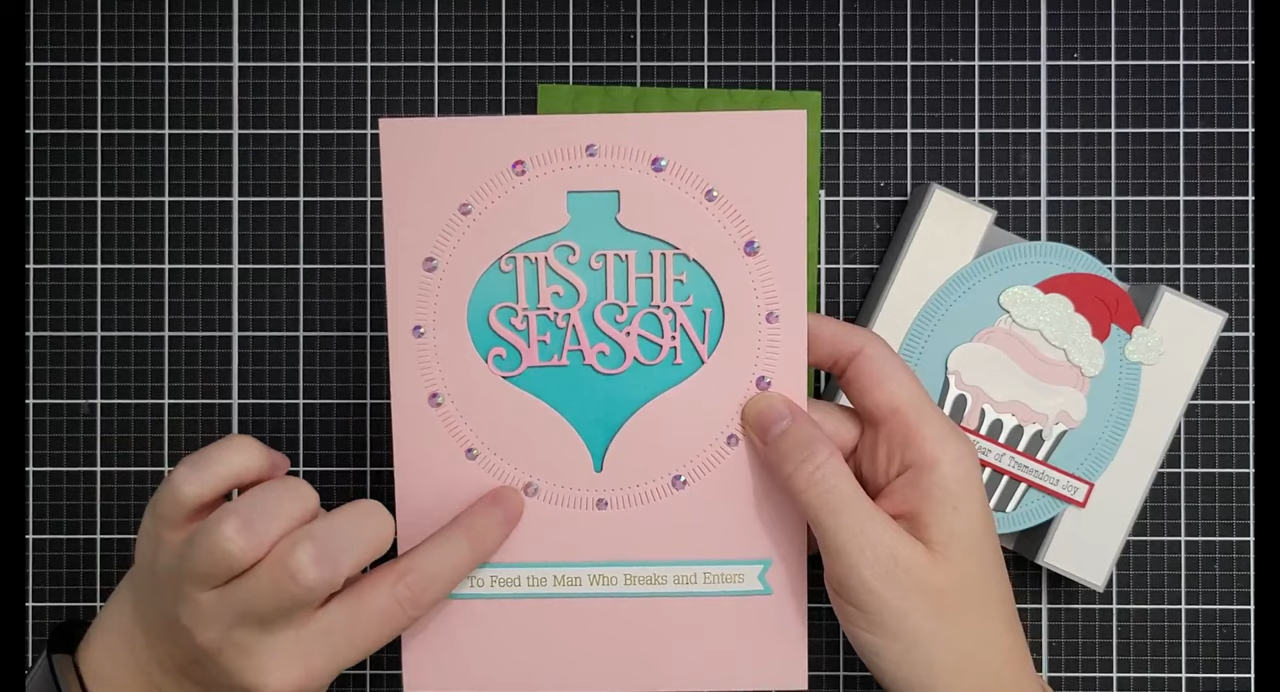 TIS THE
SEASON
To Feed the Man Who Breaks and Enters
Year of Tremendous Joy